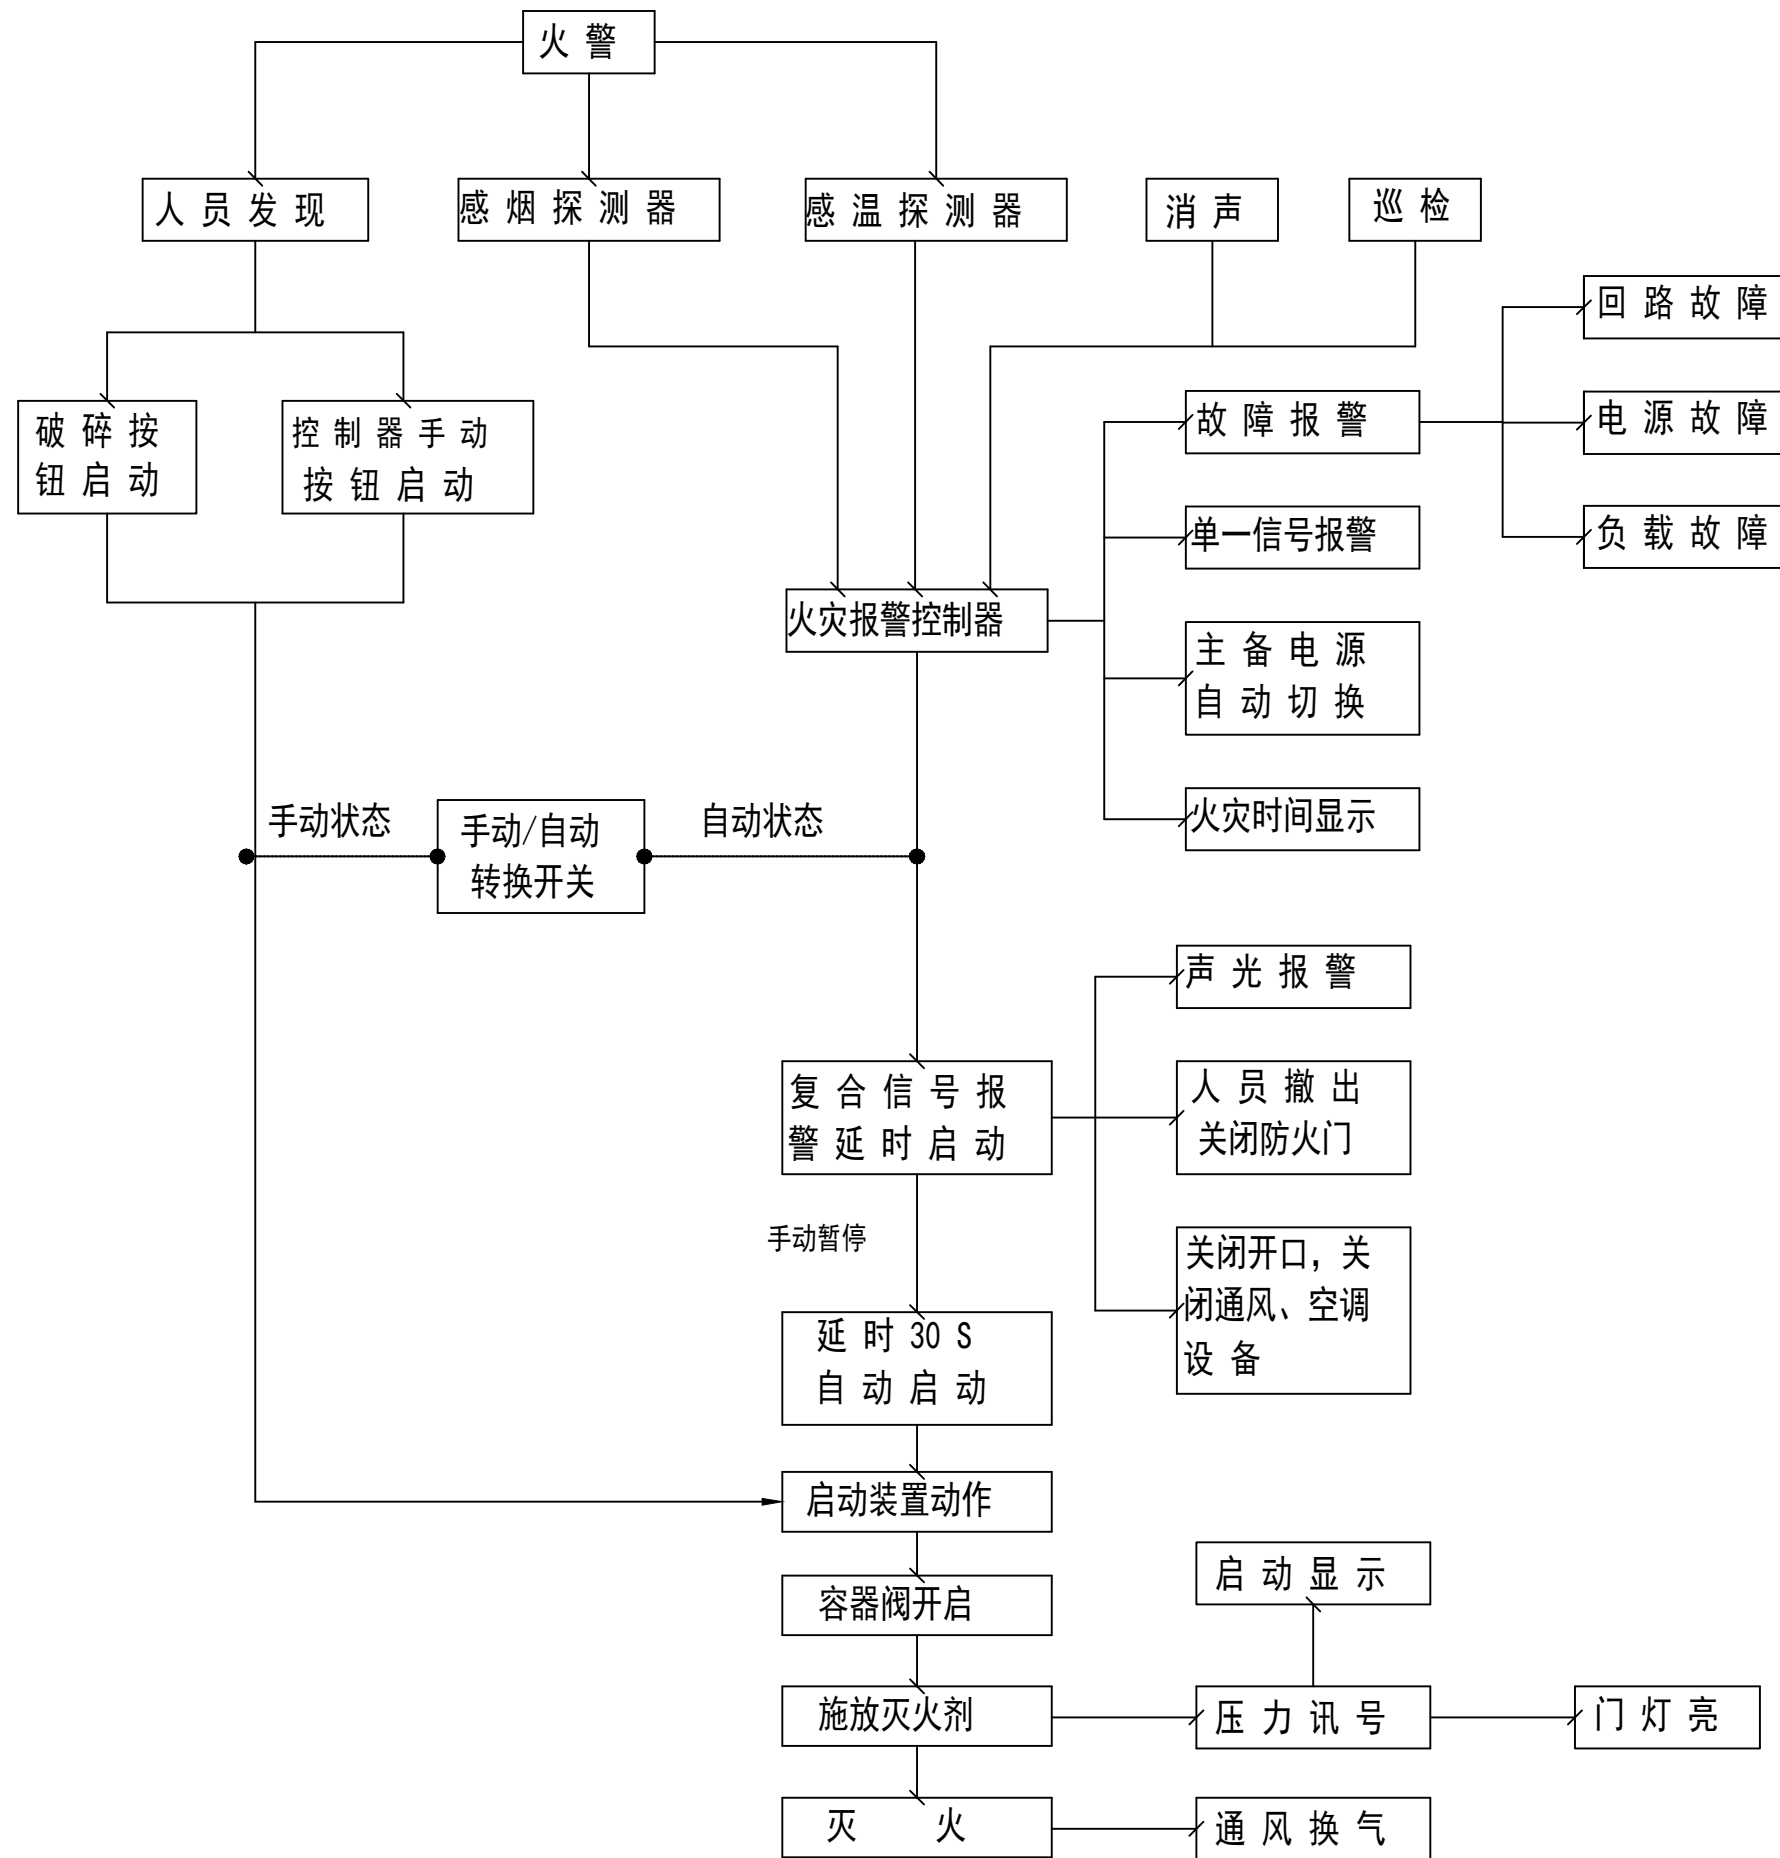 火 警
人 员 发 现
感 烟 探 测 器
感 温 探 测 器
消 声
巡 检
回 路 故 障
电 源 故 障
负 载 故 障
破 碎 按
钮 启 动
控 制 器 手 动
按 钮 启 动
故 障 报 警
单一信号报警
火灾报警控制器
主 备 电 源
自 动 切 换
火灾时间显示
手动状态
手动/自动
转换开关
自动状态
声 光 报 警
复 合 信 号 报
警 延 时 启 动
人 员 撤 出
关闭防火门
手动暂停
关闭开口，关
闭通风、空调
设 备
延 时 30 S
自 动 启 动
启动装置动作
容器阀开启
启 动 显 示
施放灭火剂
压 力 讯 号
门 灯 亮
灭 火
通 风 换 气